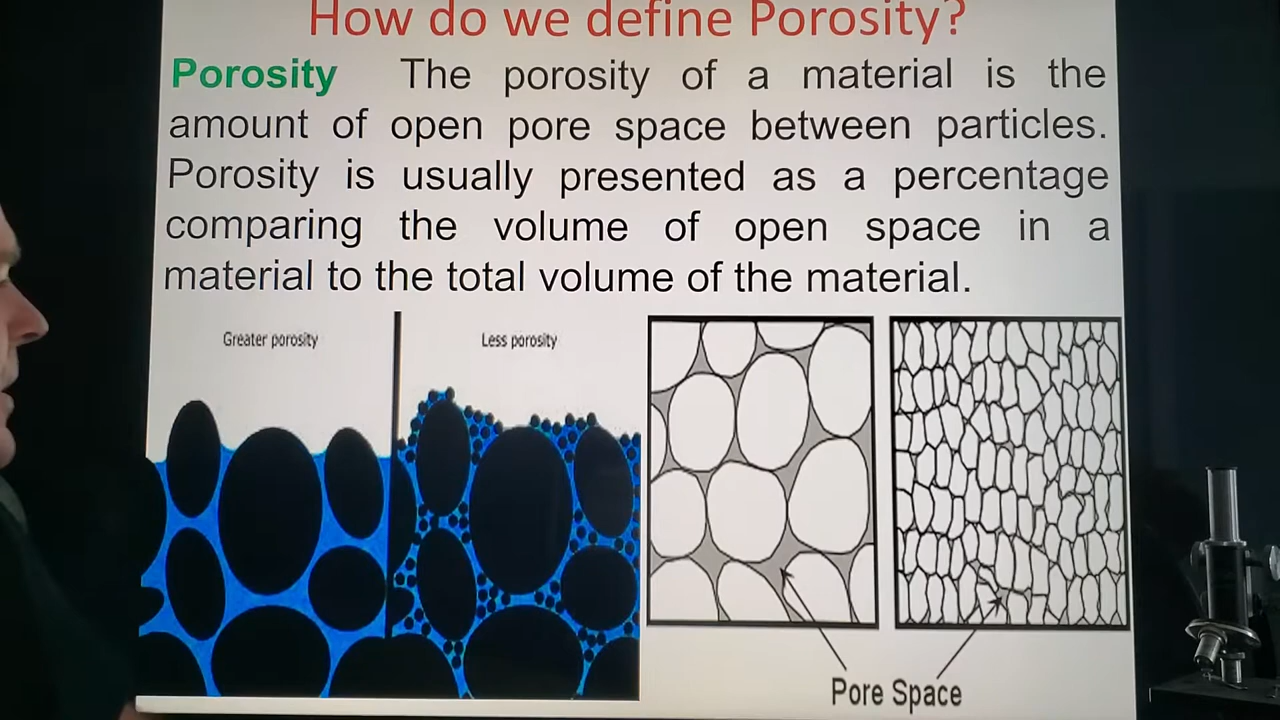 How do we define Porosity?
Porosity The porosity of a material is the
amount of open pore space between particles.
Porosity is usually presented as a percentage
comparing the volume of open space in a
material to the total volume of the material.
Greater porosity
Less porosity
Pore Space